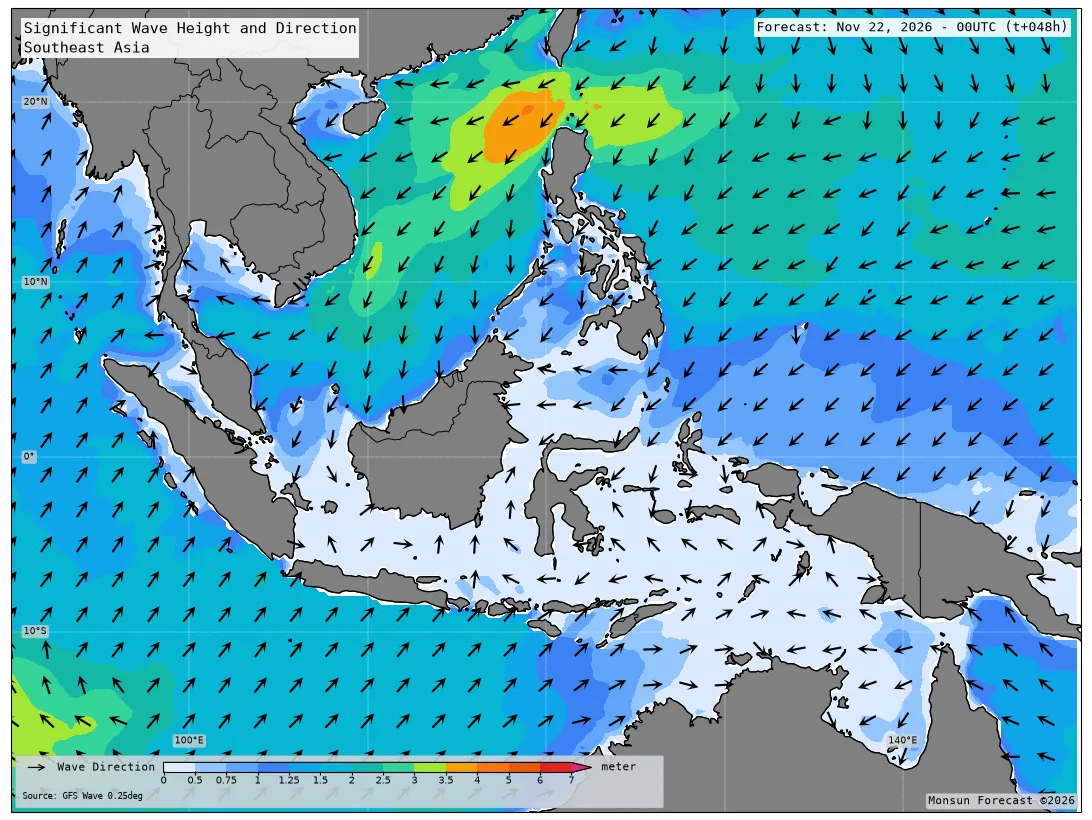 Significant Wave Height and Direction
Southeast Asia
Forecast: Nov 22, 2026 - 00UTC (t+048h)
20°N
10°N
0°
10°S
100°E
140°E
Wave Direction
meter
0 0.5 0.75 1 1.25 1.5 2 2.5 3 3.5 4 5 6 7
Source: GFS Wave 0.25deg
Monsun Forecast ©2026